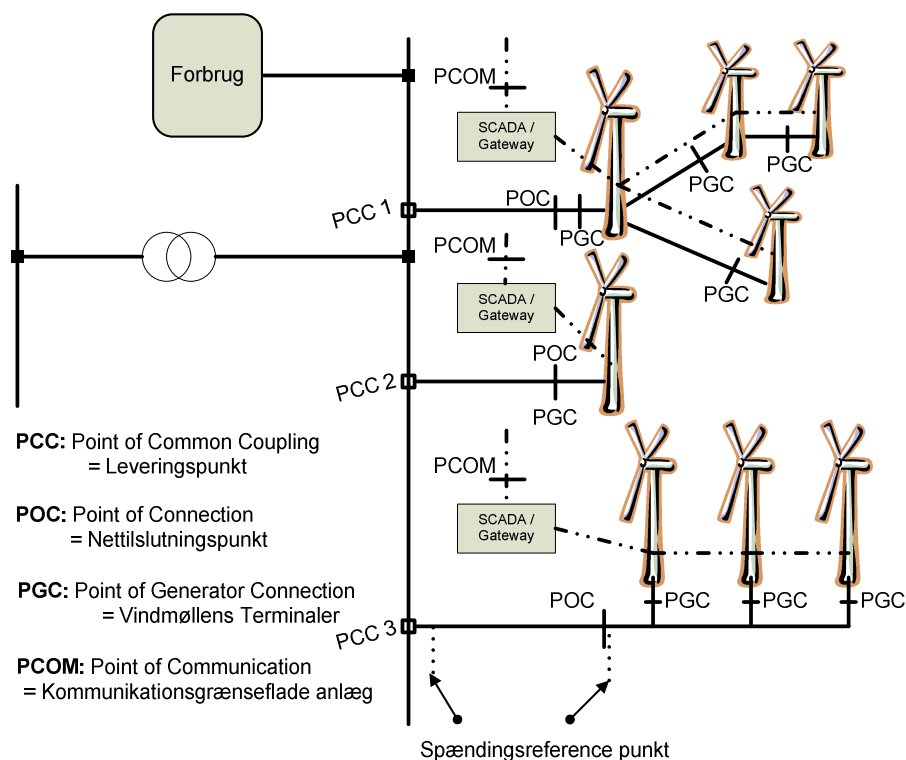 Forbrug
PCOM
SCADA /
Gateway
PCC 1
POC
PGC
PGC
PGC
PGC
PCOM
SCADA /
Gateway
PCC 2
POC
PGC
PCC: Point of Common Coupling
= Leveringspunkt
POC: Point of Connection
= Nettilslutningspunkt
PGC: Point of Generator Connection
= Vindmøllens Terminaler
PCOM: Point of Communication
= Kommunikationsgrænseflade anlæg
PCOM
SCADA /
Gateway
PCC 3
POC
PGC
PGC
PGC
Spændingsreference punkt